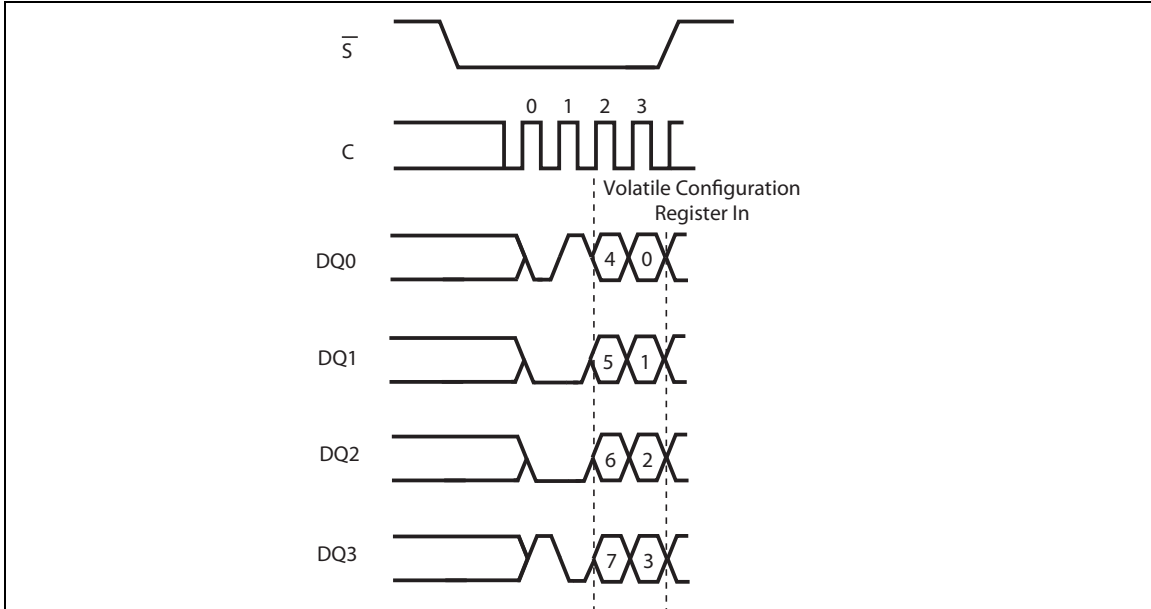 S
0 1 2 3
C
Volatile Configuration
Register In
DQ0
4 0
DQ1
5 1
DQ2
6 2
DQ3
7 3